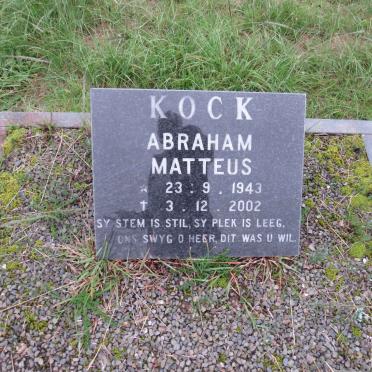 KOCK
ABRAHAM
MATTEUS
* 23 . 9 . 1943
† 3 . 12 . 2002
SY STEM IS STIL, SY PLEK IS LEEG,
ONS SWYG O HEER, DIT WAS U WIL.